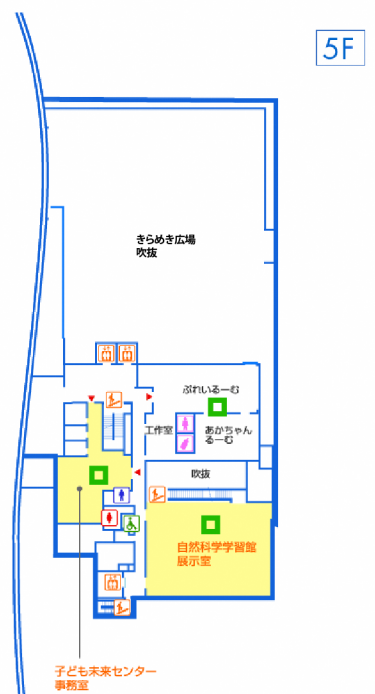 5F
きらめき広場
吹抜
ぷれいるーむ
工作室
あかちゃん
るーむ
吹抜
自然科学学習館
展示室
子ども未来センター
事務室